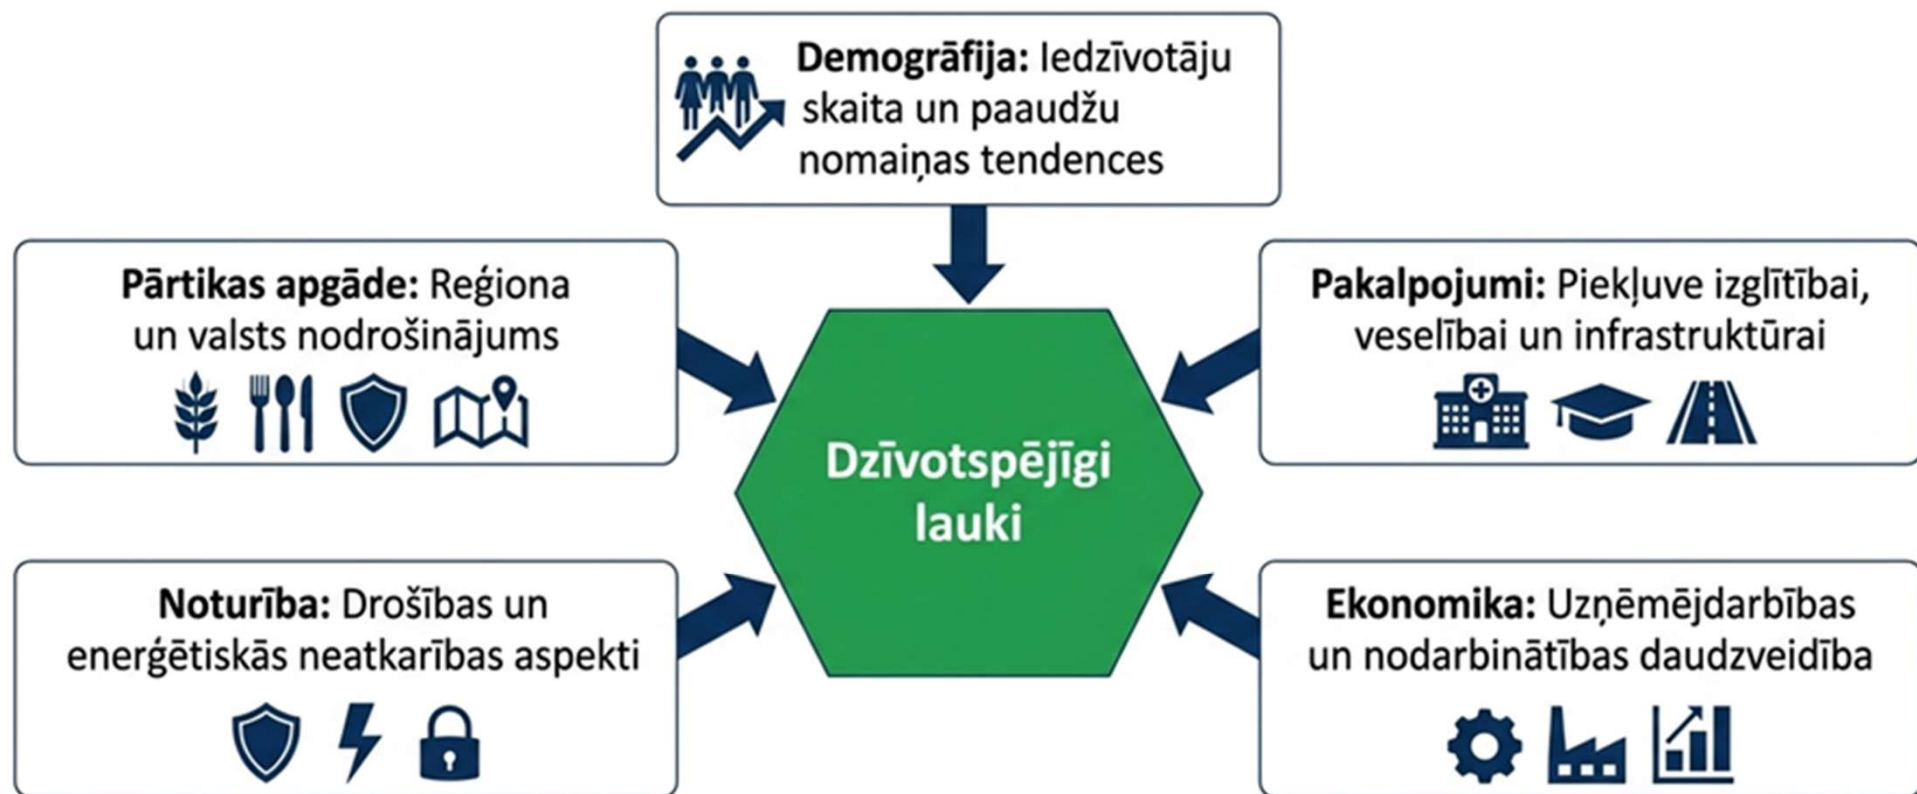 Demogrāfija: Iedzīvotāju
skaita un paaudžu
nomaiņas tendences
Pārtikas apgāde: Reģiona
un valsts nodrošinājums
Pakalpojumi: Piekļuve izglītībai,
veselībai un infrastruktūrai
Dzīvotspējīgi
lauki
Noturība: Drošības un
enerģētiskās neatkarības aspekti
Ekonomika: Uzņēmējdarbības
un nodarbinātības daudzveidība